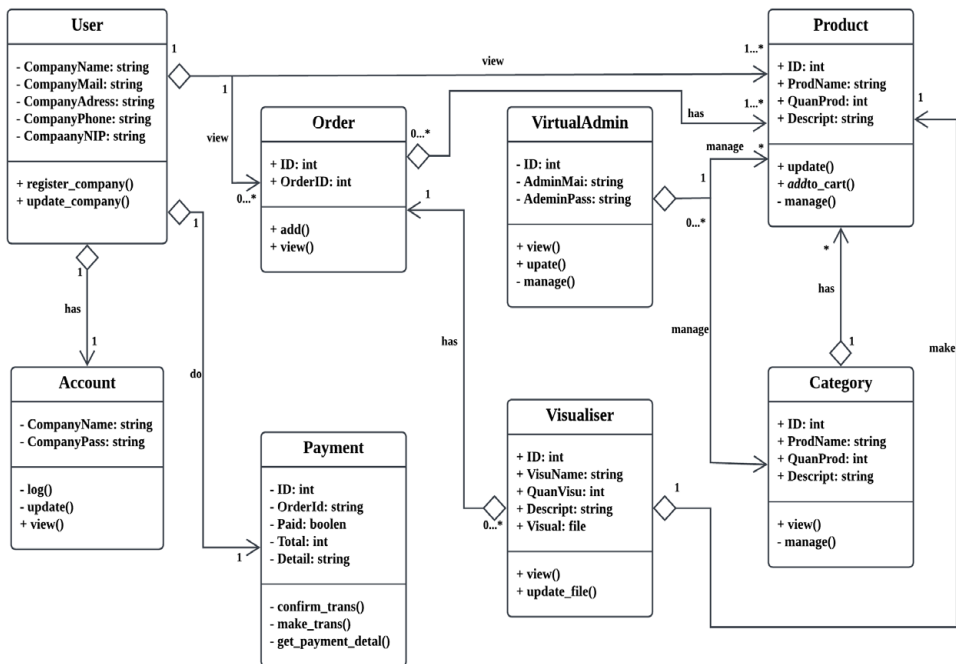 User
- CompanyName: string
- CompanyMail: string
- CompanyAdress: string
- CompanyPhone: string
- CompaanyNIP: string
+ register_company()
+ update_company()
1
view
1...*
1
view
0...*
Order
+ ID: int
+ OrderID: int
+ add()
+ view()
0...*
has
1...*
1
VirtualAdmin
- ID: int
- AdminMai: string
- AdeminPass: string
+ view()
+ upate()
- manage()
manage
*
1
0...*
manage
Product
+ ID: int
+ ProdName: string
+ QuanProd: int
+ Descript: string
+ update()
+ addto_cart()
- manage()
1
1
do
1
1
has
1
Account
- CompanyName: string
- CompanyPass: string
- log()
- update()
+ view()
Payment
- ID: int
- OrderId: string
- Paid: boolen
- Total: int
- Detail: string
- confirm_trans()
- make_trans()
- get_payment_detal()
has
0...*
Visualiser
+ ID: int
+ VisuName: string
+ QuanVisu: int
+ Descript: string
+ Visual: file
+ view()
+ update_file()
1
make
*
has
1
Category
+ ID: int
+ ProdName: string
+ QuanProd: int
+ Descript: string
+ view()
- manage()